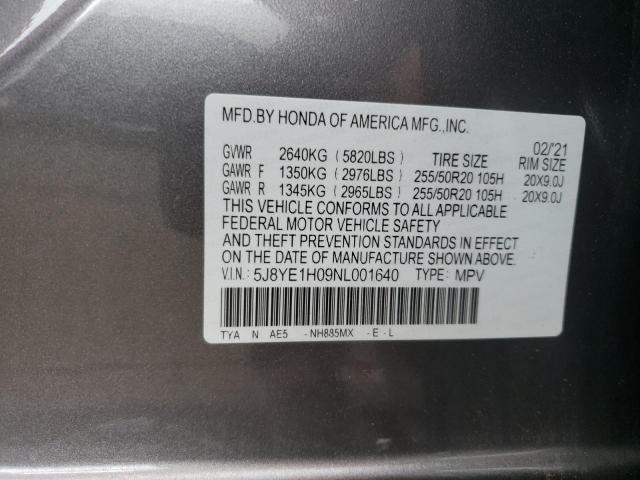 MFD.BY HONDA OF AMERICA MFG.,INC.
02/'21
GVWR 2640KG (5820LBS) TIRE SIZE RIM SIZE
GAWR F 1350KG (2976LBS) 255/50R20 105H 20X9.0J
GAWR R 1345KG (2965LBS) 255/50R20 105H 20X9.0J
THIS VEHICLE CONFORMS TO ALL APPLICABLE
FEDERAL MOTOR VEHICLE SAFETY
AND THEFT PREVENTION STANDARDS IN EFFECT
ON THE DATE OF MANUFACTURE SHOWN ABOVE.
V.I.N: 5J8YE1H09NL001640 TYPE: MPV
TYA N AE5 -NH885MX -E-L